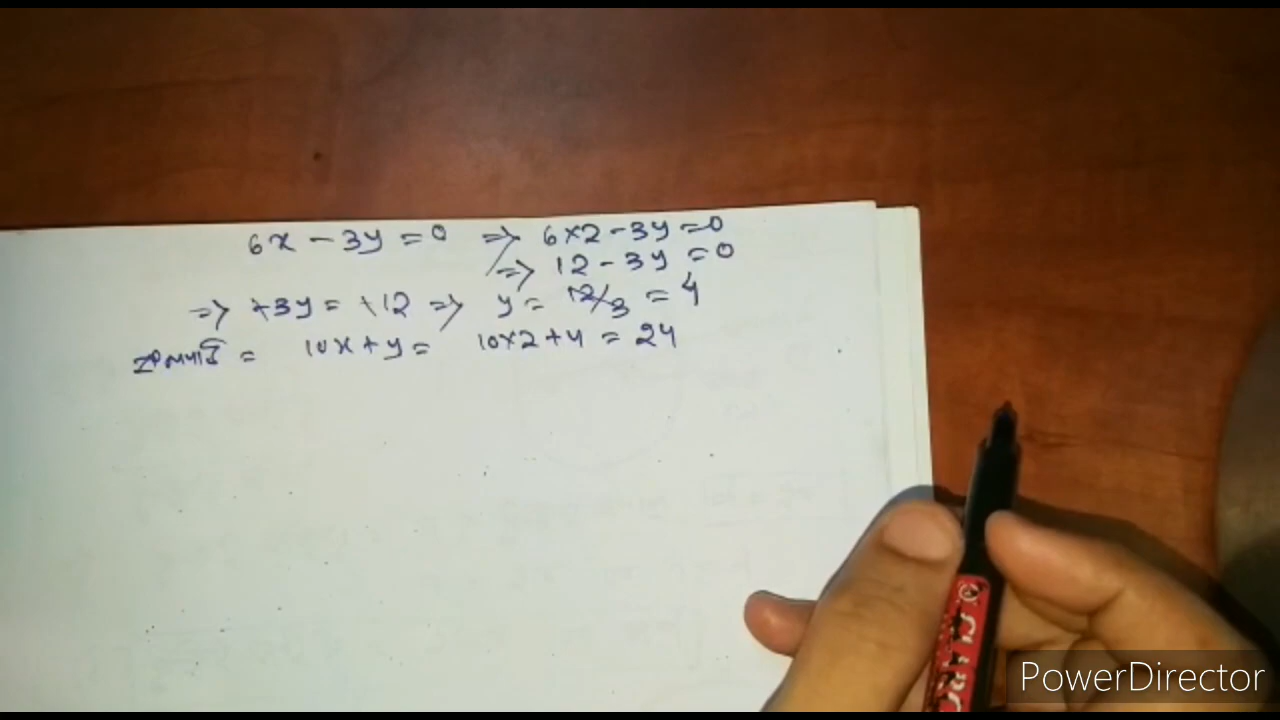 6x - 3y = 0 => 6×2 - 3y = 0
=> 12 - 3y = 0
=> +3y = +12 => y = 12/3 = 4
= 10x + y = 10×2 + 4 = 24
PowerDirector